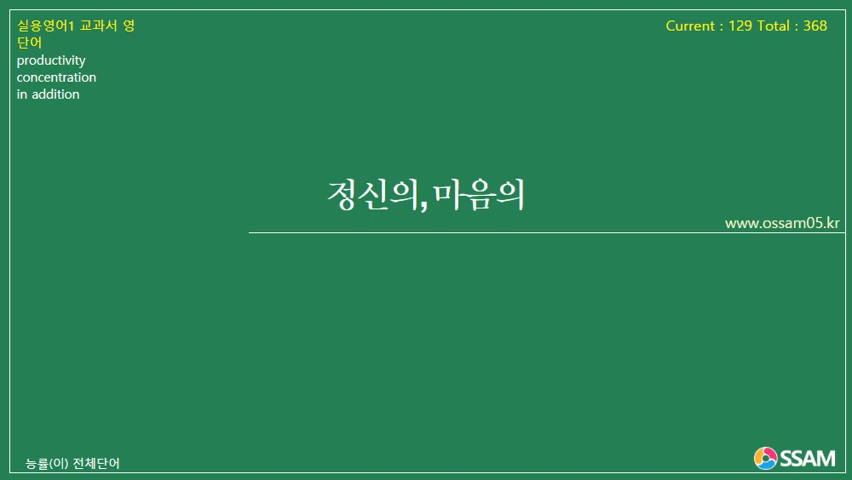 실용영어1 교과서 영
단어
productivity
concentration
in addition
Current : 129 Total : 368
정신의, 마음의
www.ossam05.kr
능률(이) 전체단어
OSSAM